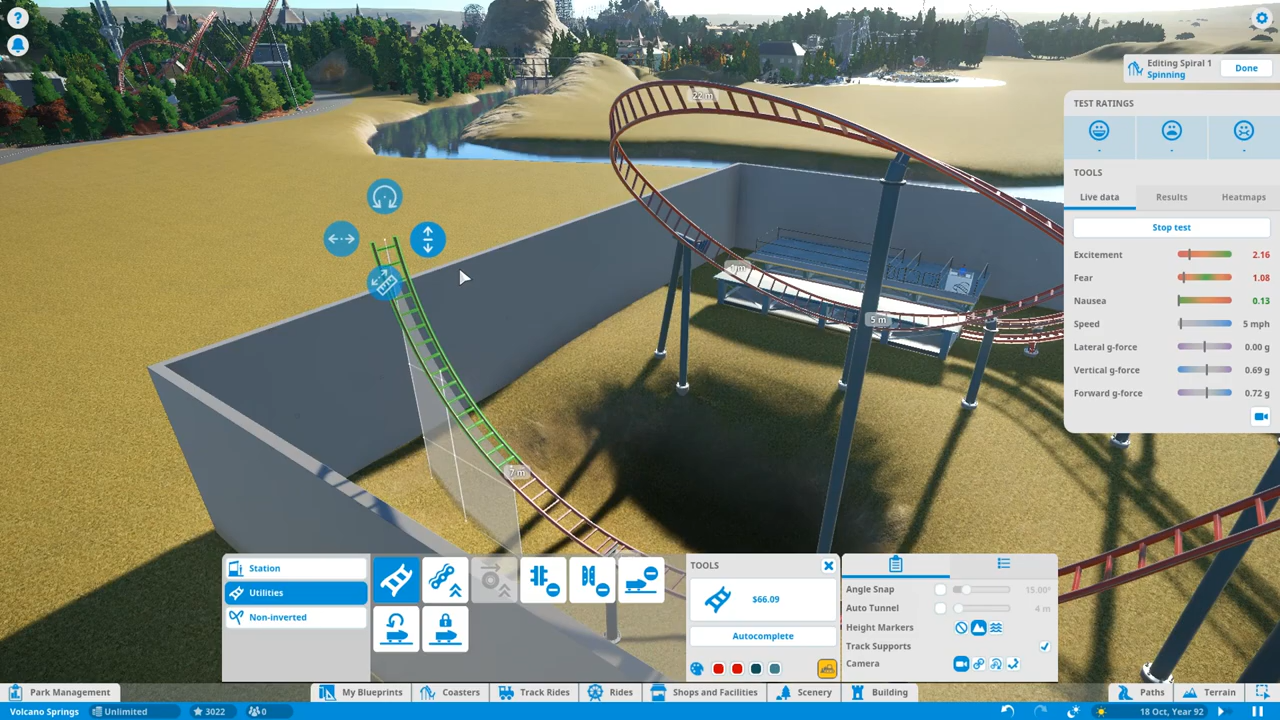 ?
Editing Spiral 1
Spinning
Done
TEST RATINGS
- - -
TOOLS
Live data Results Heatmaps
Stop test
Excitement 2.16
Fear 1.08
Nausea 0.13
Speed 5 mph
Lateral g-force 0.00 g
Vertical g-force 0.69 g
Forward g-force 0.72 g
22 m
5 m
7 m
Station
Utilities
Non-inverted
TOOLS
$66.09
Autocomplete
Angle Snap 15.00°
Auto Tunnel 4 m
Height Markers
Track Supports
Camera
Park Management My Blueprints Coasters Track Rides Rides Shops and Facilities Scenery Building Paths Terrain
Volcano Springs Unlimited 3022 0 18 Oct, Year 92